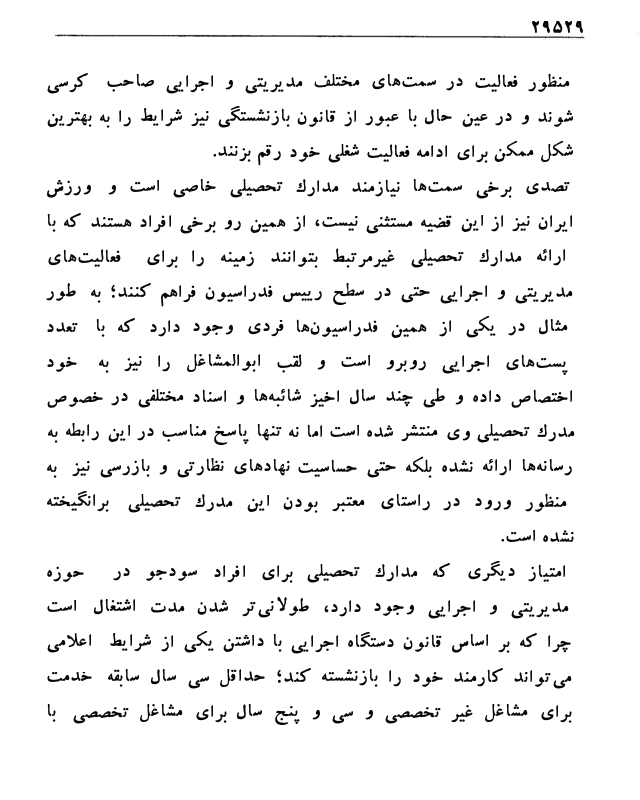 ۲۹۵۲۹
منظور فعالیت در سمت‌های مختلف مدیریتی و اجرایی صاحب کرسی
شوند و در عین حال با عبور از قانون بازنشستگی نیز شرایط را به بهترین
شکل ممکن برای ادامه فعالیت شغلی خود رقم بزنند.
تصدی برخی سمت‌ها نیازمند مدارك تحصیلی خاصی است و ورزش
ایران نیز از این قضیه مستثنی نیست، از همین رو برخی افراد هستند که با
ارائه مدارك تحصیلی غیرمرتبط بتوانند زمینه را برای فعالیت‌های
مدیریتی و اجرایی حتی در سطح رییس فدراسیون فراهم کنند؛ به طور
مثال در یکی از همین فدراسیون‌ها فردی وجود دارد که با تعدد
پست‌های اجرایی روبرو است و لقب ابوالمشاغل را نیز به خود
اختصاص داده و طی چند سال اخیز شائبه‌ها و اسناد مختلفی در خصوص
مدرك تحصیلی وی منتشر شده است اما نه تنها پاسخ مناسب در این رابطه به
رسانه‌ها ارائه نشده بلکه حتی حساسیت نهادهای نظارتی و بازرسی نیز به
منظور ورود در راستای معتبر بودن این مدرك تحصیلی برانگیخته
نشده است.
امتیاز دیگری که مدارك تحصیلی برای افراد سودجو در حوزه
مدیریتی و اجرایی وجود دارد، طولانی‌تر شدن مدت اشتغال است
چرا که بر اساس قانون دستگاه اجرایی با داشتن یکی از شرایط اعلامی
می‌تواند کارمند خود را بازنشسته کند؛ حداقل سی سال سابقه خدمت
برای مشاغل غیر تخصصی و سی و پنج سال برای مشاغل تخصصی با